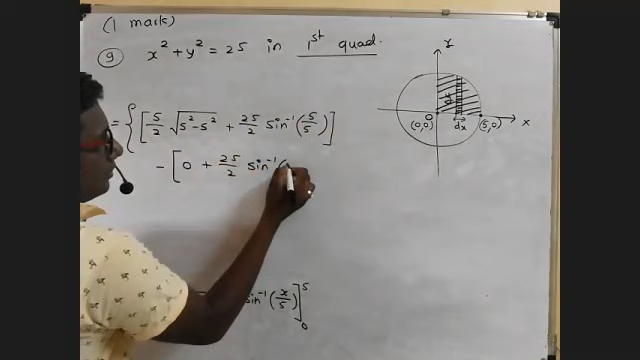 (1 mark)
⑨ x² + y² = 25 in 1st quad.
= { [ 5/2 √(5² − 5²) + 25/2 sin⁻¹(5/5) ]
− [ 0 + 25/2 sin⁻¹(
sin⁻¹(x/5) ]₀⁵
y
O
(0,0)
dx
(5,0)
x